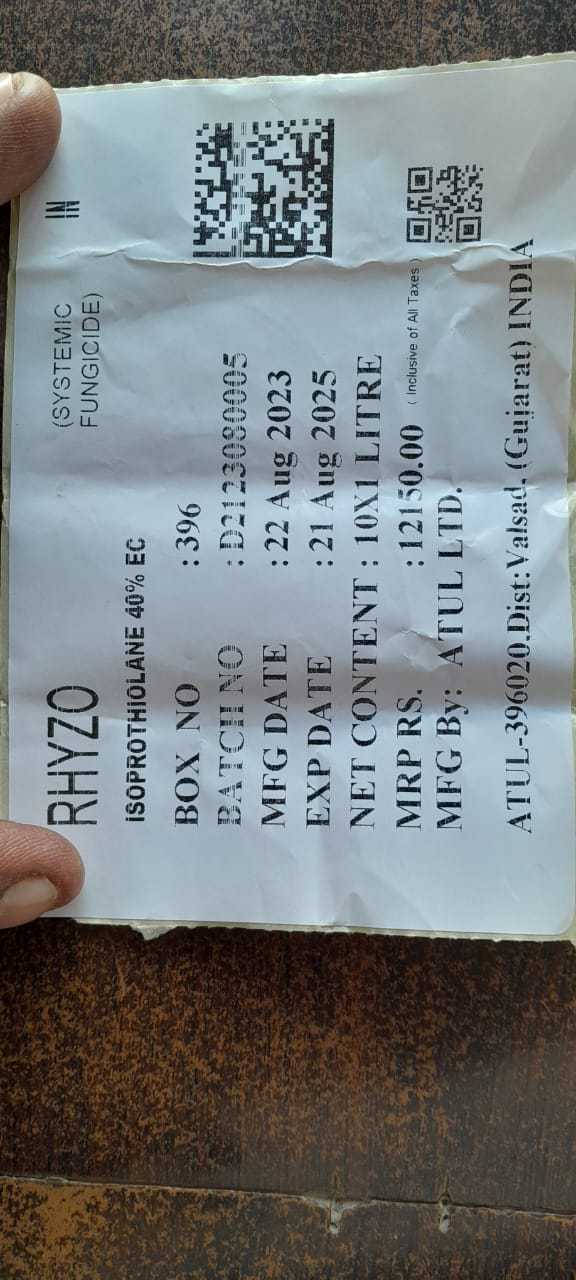 RHYZO
(SYSTEMIC
FUNGICIDE)
IN
ISOPROTHIOLANE 40% EC
BOX NO : 396
BATCH NO : D2123080005
MFG DATE : 22 Aug 2023
EXP DATE : 21 Aug 2025
NET CONTENT : 10X1 LITRE
MRP RS. : 12150.00 ( Inclusive of All Taxes )
MFG By: ATUL LTD.
ATUL-396020,Dist:Valsad, (Gujarat) INDIA